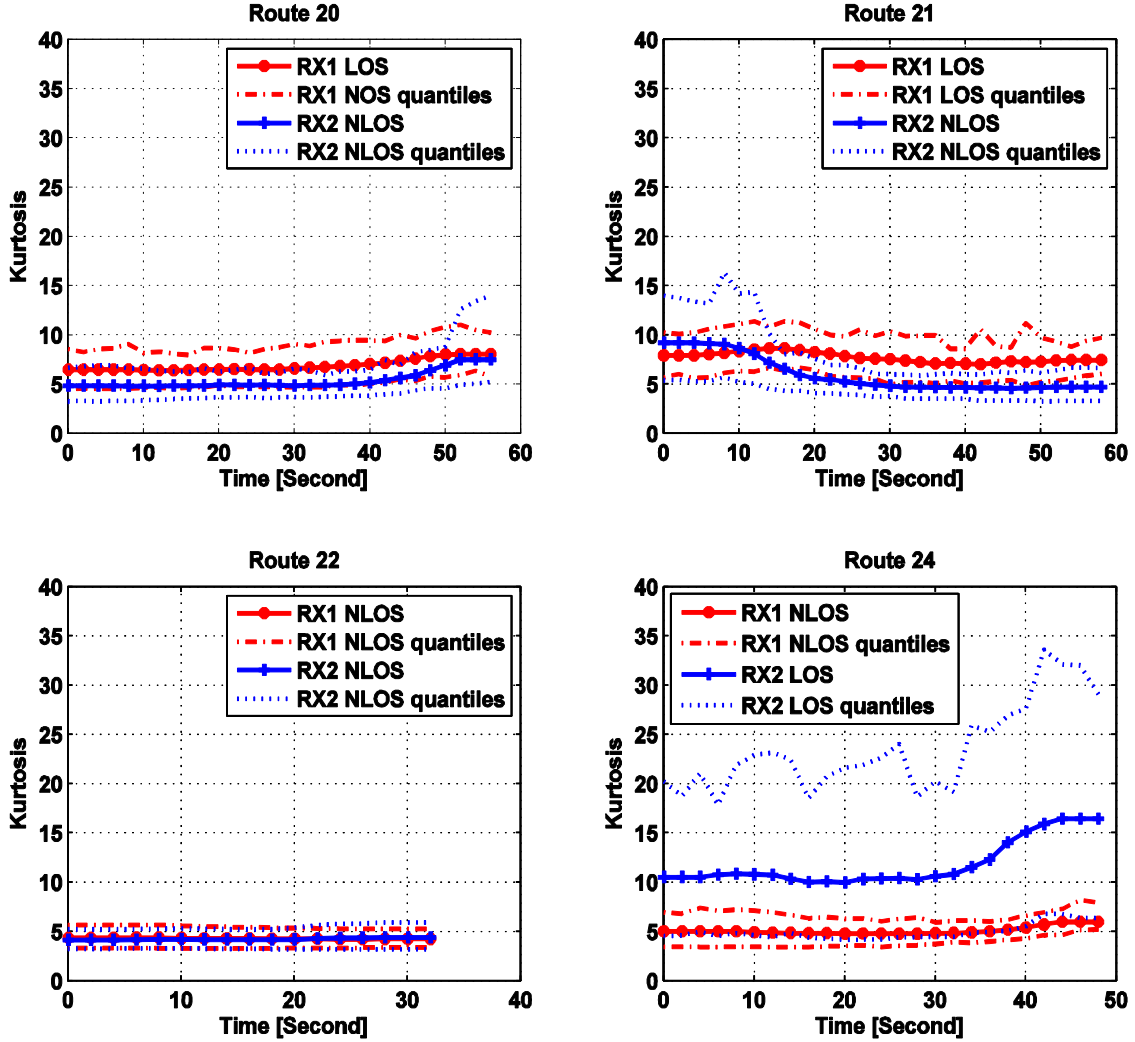 Route 20
40
35
30
25
20
15
10
5
0
Kurtosis
RX1 LOS
RX1 NOS quantiles
RX2 NLOS
RX2 NLOS quantiles
0 10 20 30 40 50 60
Time [Second]
Route 21
40
35
30
25
20
15
10
5
0
Kurtosis
RX1 LOS
RX1 LOS quantiles
RX2 NLOS
RX2 NLOS quantiles
0 10 20 30 40 50 60
Time [Second]
Route 22
40
35
30
25
20
15
10
5
0
Kurtosis
RX1 NLOS
RX1 NLOS quantiles
RX2 NLOS
RX2 NLOS quantiles
0 10 20 30 40
Time [Second]
Route 24
40
35
30
25
20
15
10
5
0
Kurtosis
RX1 NLOS
RX1 NLOS quantiles
RX2 LOS
RX2 LOS quantiles
0 10 20 30 40 50
Time [Second]